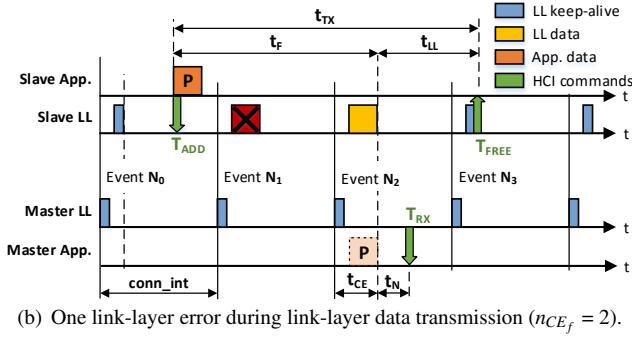 t_TX
LL keep-alive
t_F
t_LL
LL data
App. data
HCI commands
Slave App.
P
t
Slave LL
t
T_ADD
T_FREE
Event N_0
Event N_1
Event N_2
Event N_3
T_RX
Master LL
t
Master App.
P
t
conn_int
t_CE
t_N
(b) One link-layer error during link-layer data transmission (n_{CE_f} = 2).